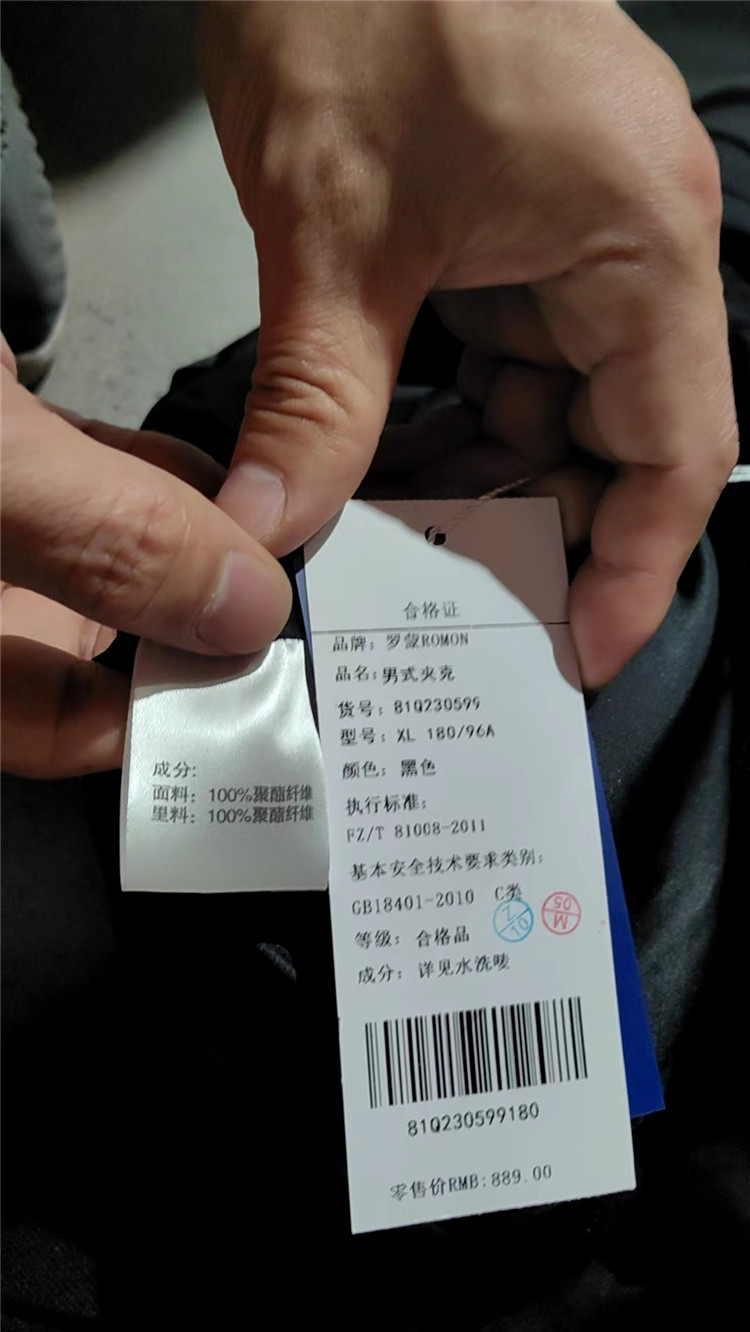 合格证
品牌：罗蒙ROMON
品名：男式夹克
货号：81Q230599
型号：XL 180/96A
颜色：黑色
执行标准：
FZ/T 81008-2011
基本安全技术要求类别：
GB18401-2010 C类
等级：合格品
成分：详见水洗唛
Z
10
M
05
81Q230599180
零售价RMB:889.00
成分：
面料：100%聚酯纤维
里料：100%聚酯纤维